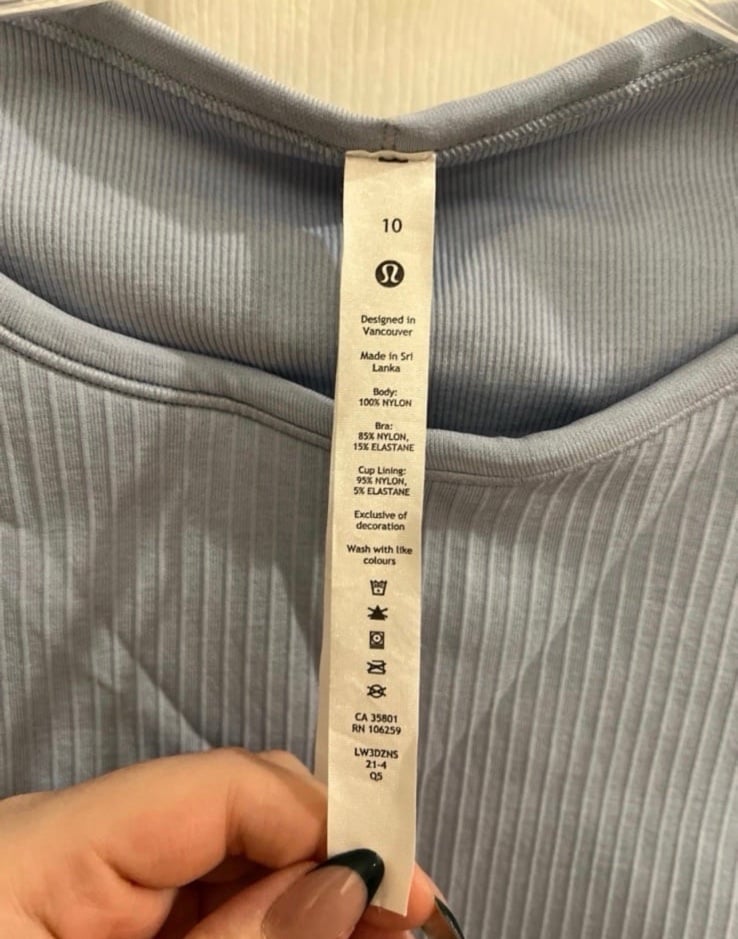 10
Designed in
Vancouver
Made in Sri
Lanka
Body:
100% NYLON
Bra:
85% NYLON,
15% ELASTANE
Cup Lining:
95% NYLON,
5% ELASTANE
Exclusive of
decoration
Wash with like
colours
CA 35801
RN 106259
LW3DZNS
21-4
Q5